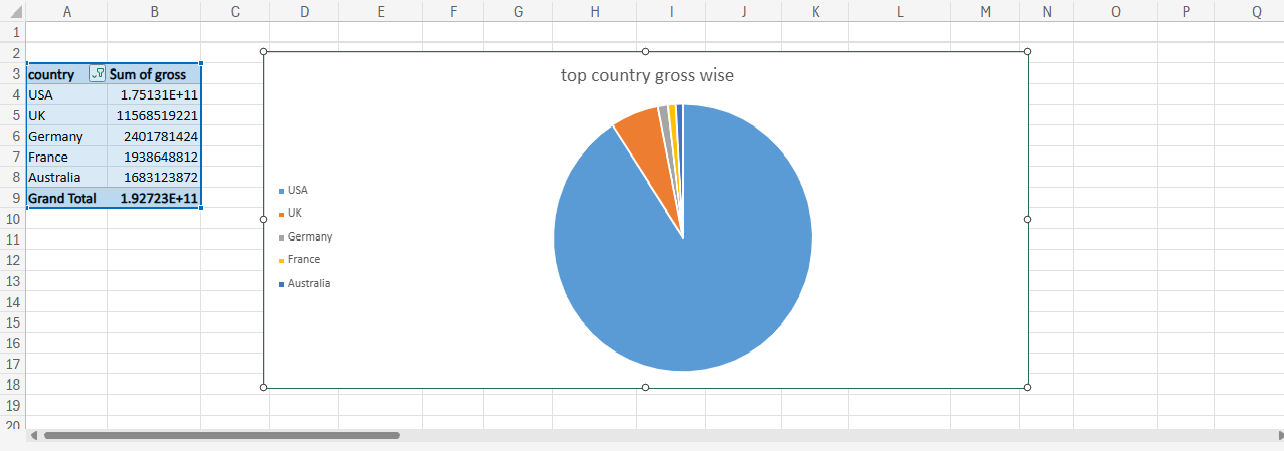 A B C D E F G H I J K L M N O P Q
1
2
3 country Sum of gross
4 USA 1.75131E+11
5 UK 11568519221
6 Germany 2401781424
7 France 1938648812
8 Australia 1683123872
9 Grand Total 1.92723E+11
10
11
12
13
14
15
16
17
18
19
20
top country gross wise
USA
UK
Germany
France
Australia